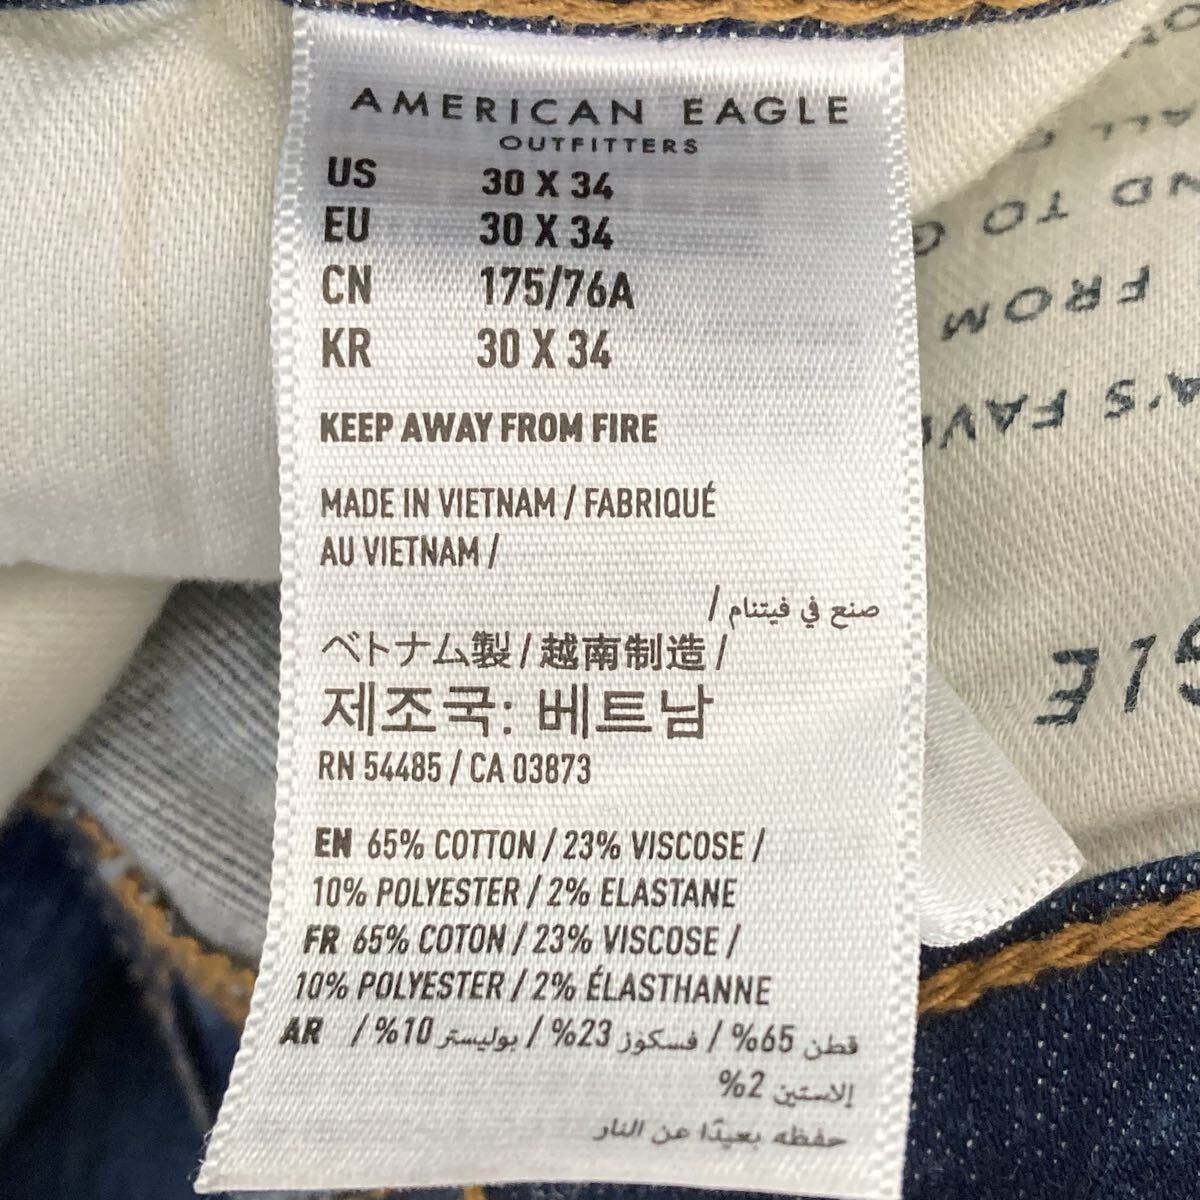 AMERICAN EAGLE
OUTFITTERS
US 30 X 34
EU 30 X 34
CN 175/76A
KR 30 X 34
KEEP AWAY FROM FIRE
MADE IN VIETNAM / FABRIQUÉ
AU VIETNAM /
صنع في فيتنام /
ベトナム製 / 越南制造 /
제조국: 베트남
RN 54485 / CA 03873
EN 65% COTTON / 23% VISCOSE /
10% POLYESTER / 2% ELASTANE
FR 65% COTON / 23% VISCOSE /
10% POLYESTER / 2% ÉLASTHANNE
AR قطن 65% / فسكوز 23% / بوليستر 10% /
إلاستين 2%
حفظه بعيدًا عن النار
FROM